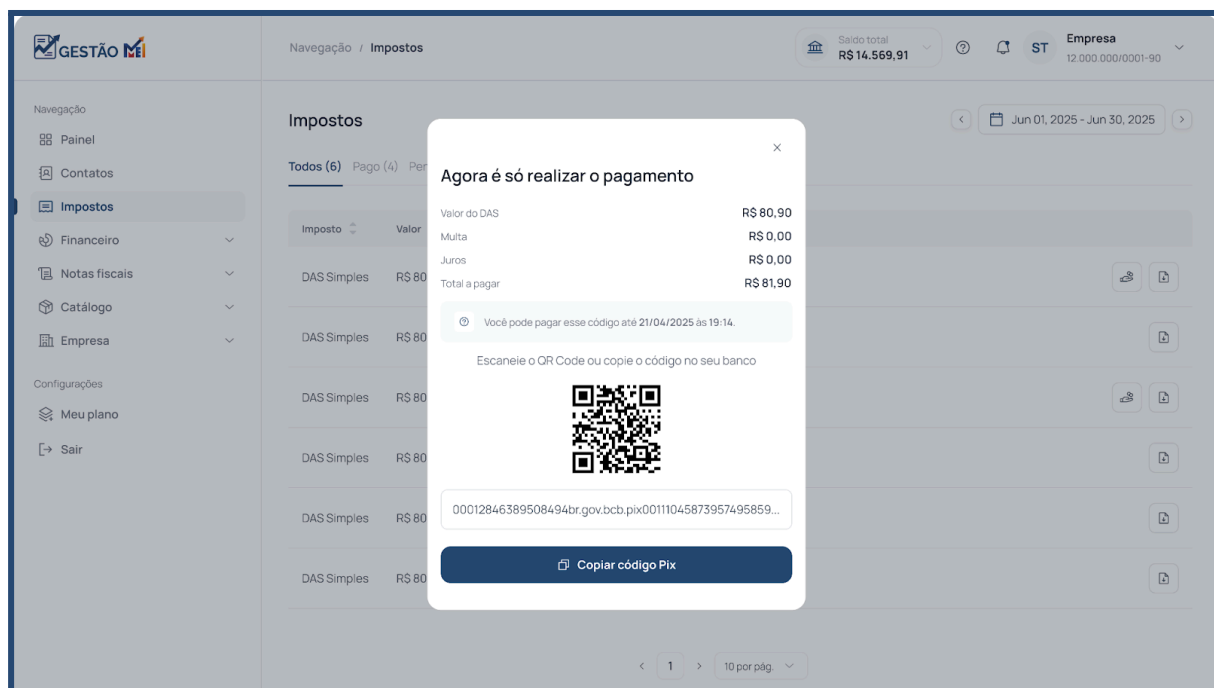 GESTÃO MEI
Navegação / Impostos
Saldo total
R$ 14.569,91
ST
Empresa
12.000.000/0001-90
Navegação
Painel
Contatos
Impostos
Financeiro
Notas fiscais
Catálogo
Empresa
Configurações
Meu plano
Sair
Impostos
Jun 01, 2025 - Jun 30, 2025
Todos (6) Pago (4)
Imposto Valor
DAS Simples R$ 80
DAS Simples R$ 80
DAS Simples R$ 80
DAS Simples R$ 80
DAS Simples R$ 80
DAS Simples R$ 80
Agora é só realizar o pagamento
Valor do DAS R$ 80,90
Multa R$ 0,00
Juros R$ 0,00
Total a pagar R$ 81,90
Você pode pagar esse código até 21/04/2025 às 19:14.
Escaneie o QR Code ou copie o código no seu banco
00012846389508494br.gov.bcb.pix00111045873957495859...
Copiar código Pix
1
10 por pág.